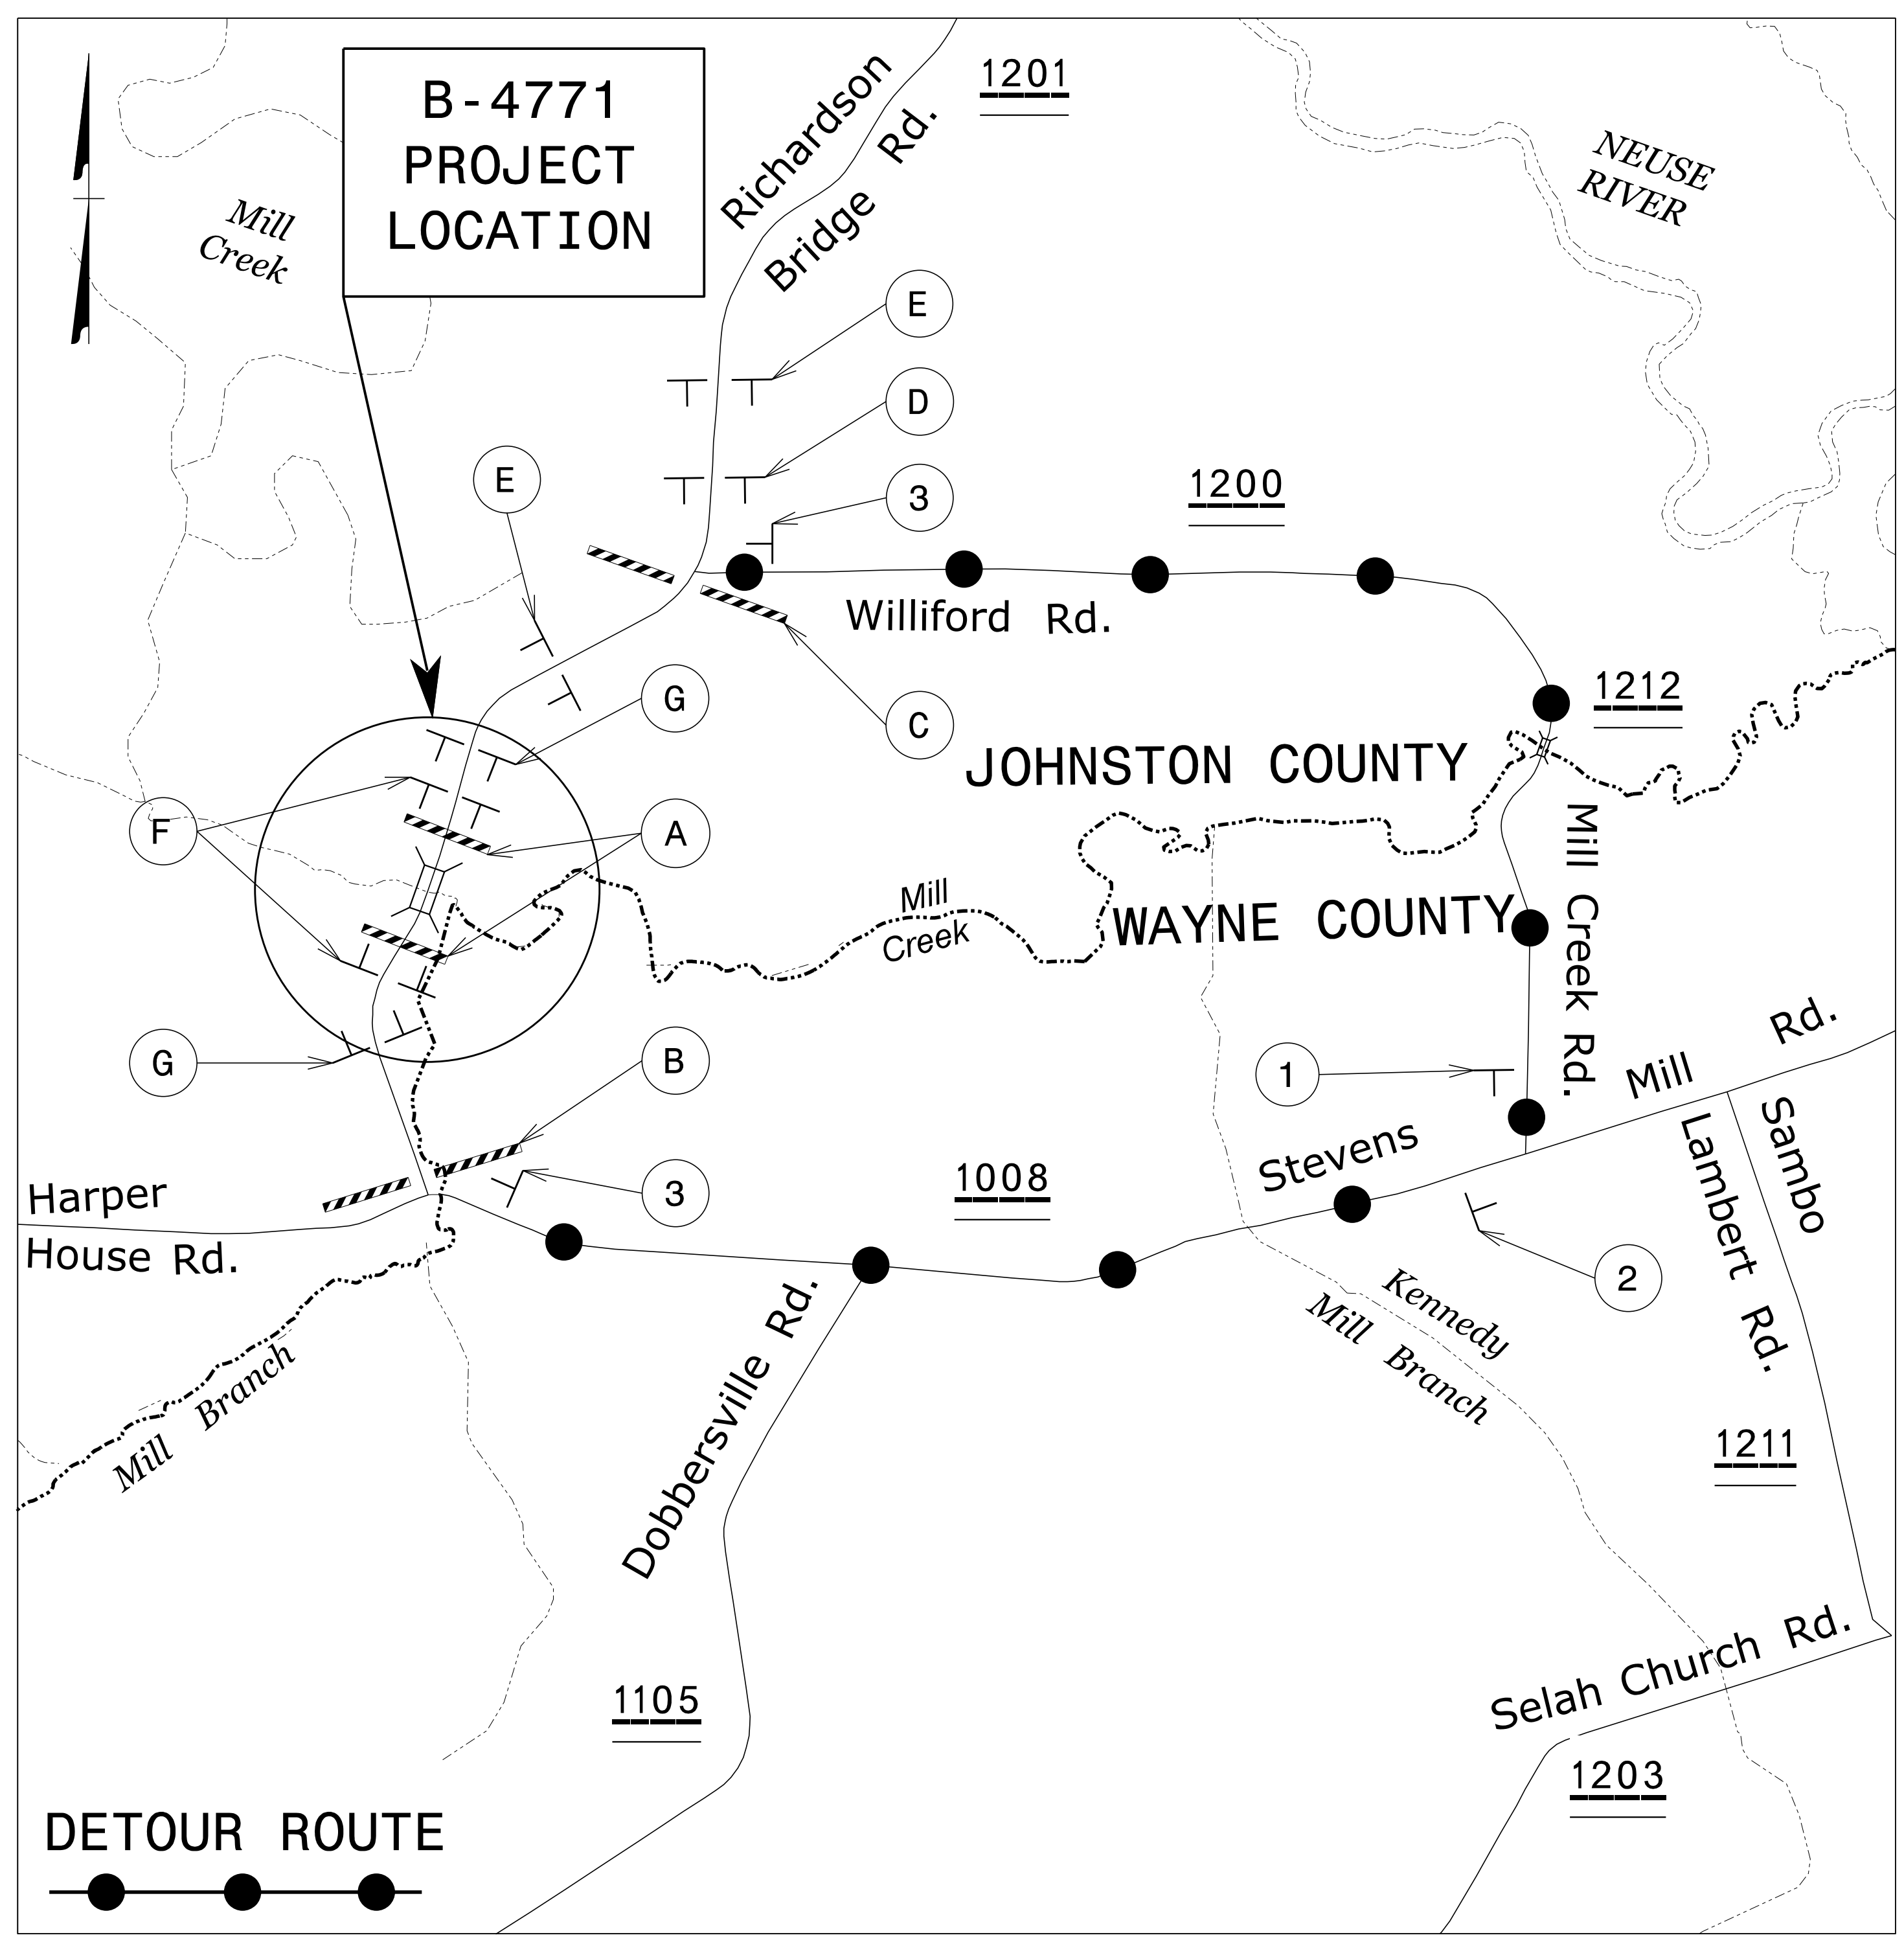 B-4771
PROJECT
LOCATION
Richardson
Bridge Rd.
1201
NEUSE
RIVER
Mill
Creek
E
D
3
E
1200
Williford Rd.
C
G
1212
JOHNSTON COUNTY
F
A
Mill
Creek
WAYNE COUNTY
Mill Creek Rd.
G
B
1
Stevens Mill Rd.
Sambo
Lambert Rd.
3
1008
Harper
House Rd.
2
Kennedy
Mill Branch
Mill Branch
Dobbersville Rd.
1211
Selah Church Rd.
1105
1203
DETOUR ROUTE